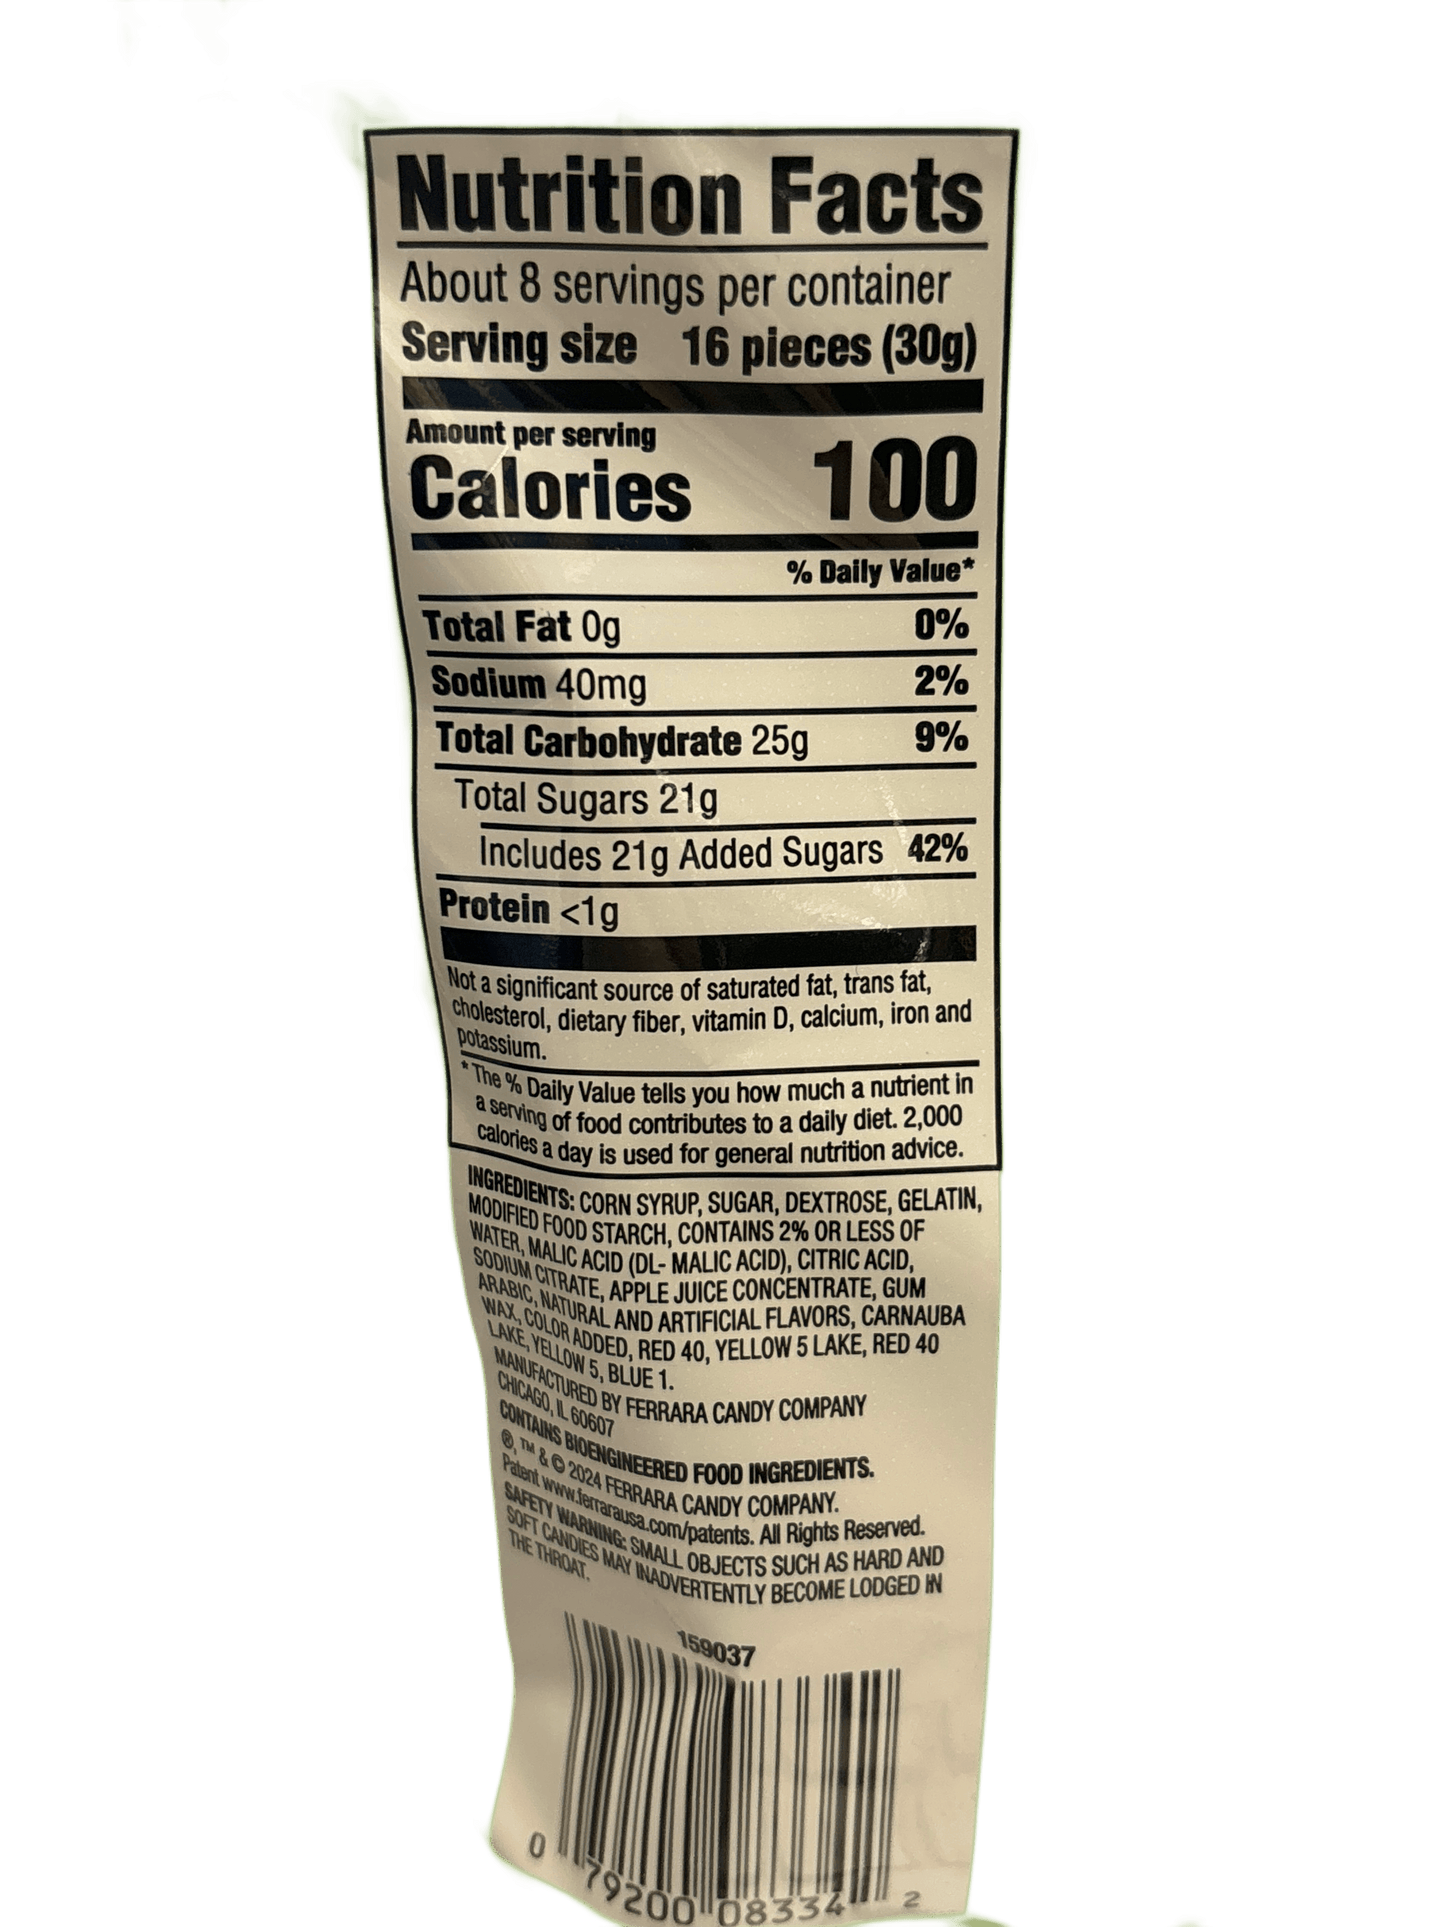 Nutrition Facts
About 8 servings per container
Serving size 16 pieces (30g)
Amount per serving
Calories 100
% Daily Value*
Total Fat 0g 0%
Sodium 40mg 2%
Total Carbohydrate 25g 9%
Total Sugars 21g
Includes 21g Added Sugars 42%
Protein <1g
Not a significant source of saturated fat, trans fat,
cholesterol, dietary fiber, vitamin D, calcium, iron and
potassium.
* The % Daily Value tells you how much a nutrient in
a serving of food contributes to a daily diet. 2,000
calories a day is used for general nutrition advice.
INGREDIENTS: CORN SYRUP, SUGAR, DEXTROSE, GELATIN,
MODIFIED FOOD STARCH, CONTAINS 2% OR LESS OF
WATER, MALIC ACID (DL- MALIC ACID), CITRIC ACID,
SODIUM CITRATE, APPLE JUICE CONCENTRATE, GUM
ARABIC, NATURAL AND ARTIFICIAL FLAVORS, CARNAUBA
WAX, COLOR ADDED, RED 40, YELLOW 5 LAKE, RED 40
LAKE, YELLOW 5, BLUE 1.
MANUFACTURED BY FERRARA CANDY COMPANY
CHICAGO, IL 60607
CONTAINS BIOENGINEERED FOOD INGREDIENTS.
®, TM & © 2024 FERRARA CANDY COMPANY.
Patent www.ferrarausa.com/patents. All Rights Reserved.
SAFETY WARNING: SMALL OBJECTS SUCH AS HARD AND
SOFT CANDIES MAY INADVERTENTLY BECOME LODGED IN
THE THROAT.
159037
0 79200 08334 2